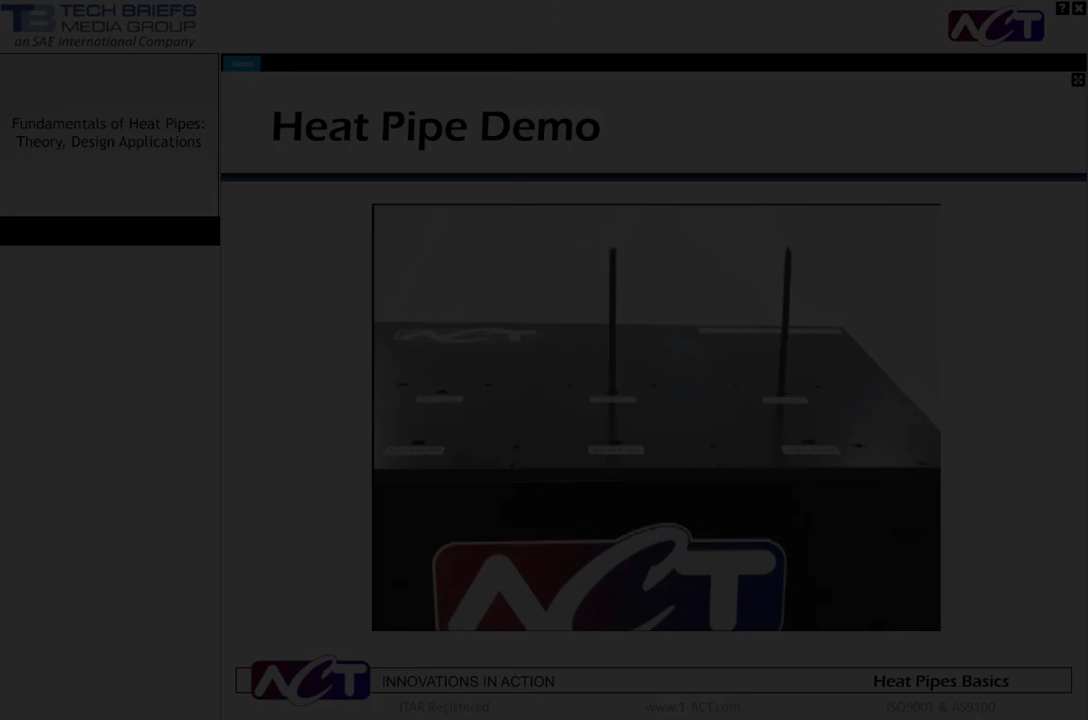 TECH BRIEFS
MEDIA GROUP
an SAE International Company
ACT
?
Fundamentals of Heat Pipes:
Theory, Design Applications
Heat Pipe Demo
ACT
ACT
ACT
INNOVATIONS IN ACTION
Heat Pipes Basics
ITAR Registered
www.1-ACT.com
ISO9001 & AS9100